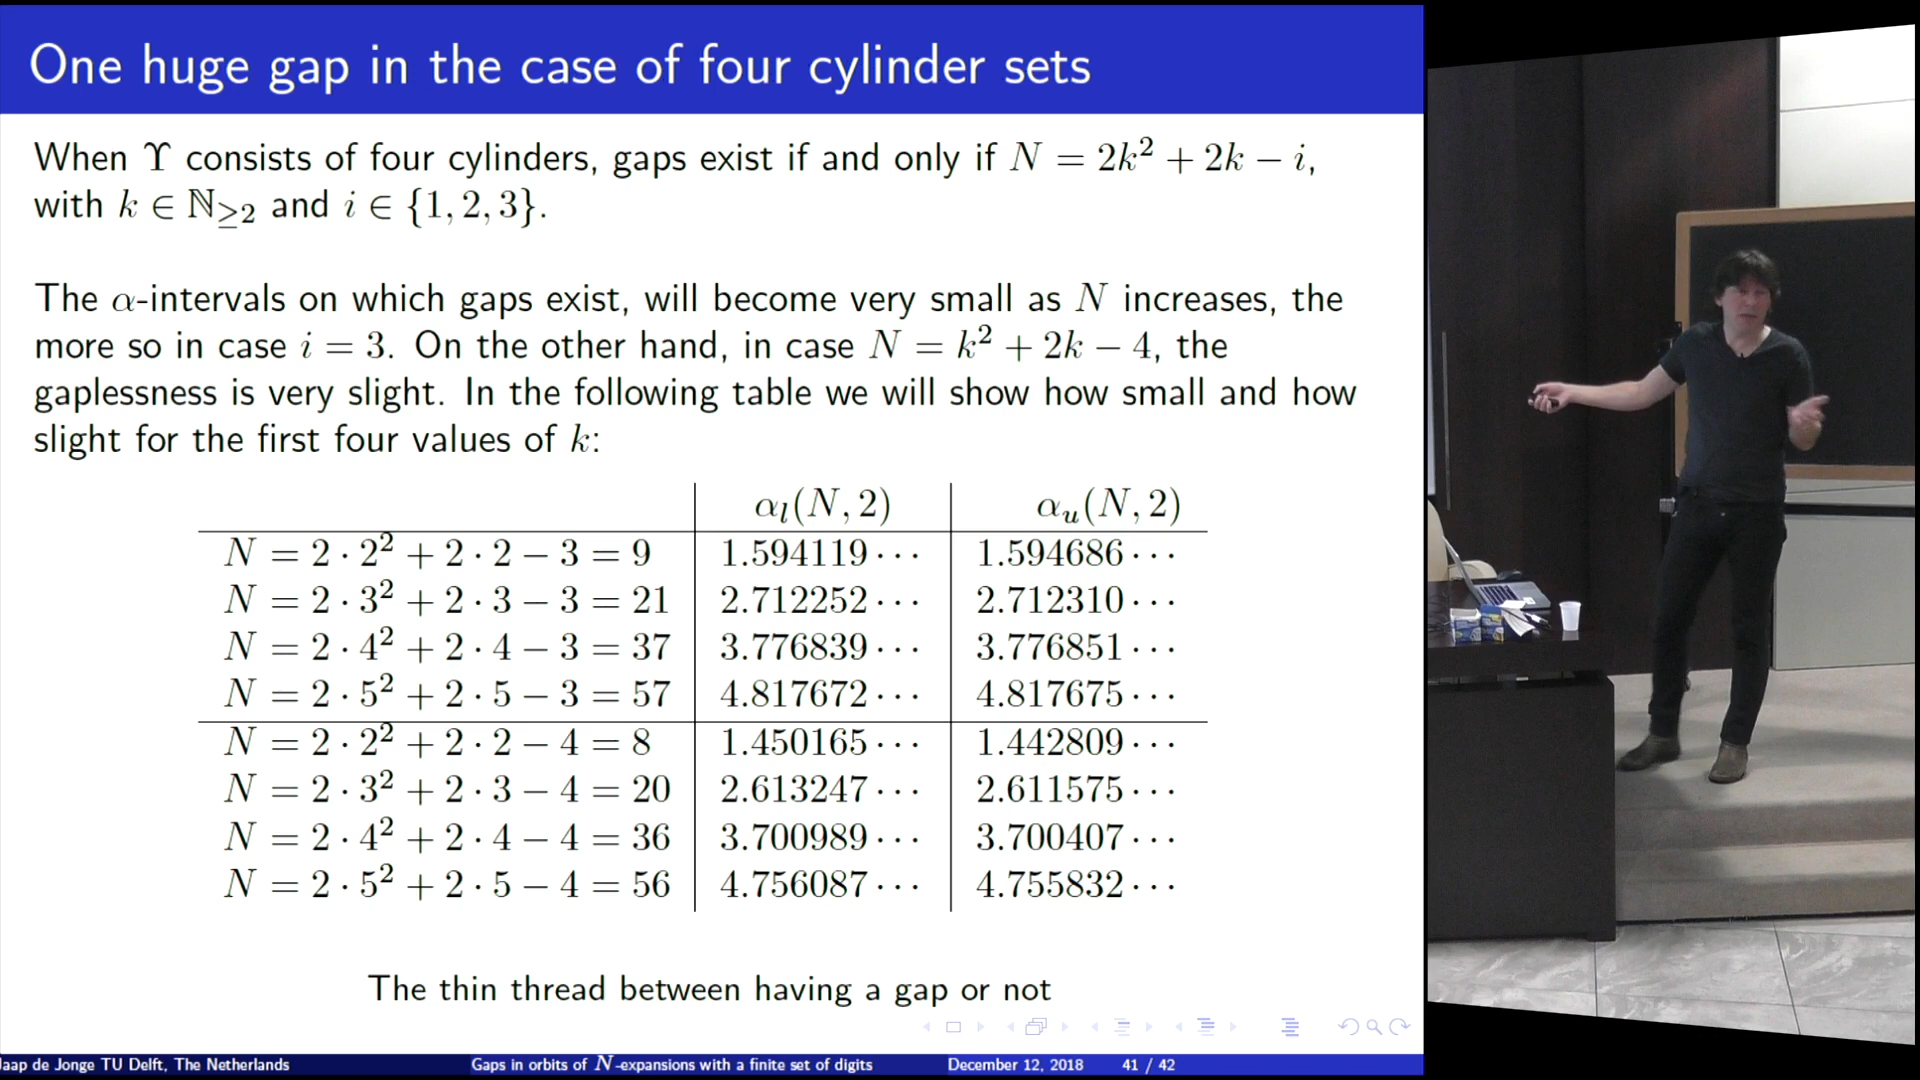 One huge gap in the case of four cylinder sets
When ϒ consists of four cylinders, gaps exist if and only if N = 2k² + 2k − i,
with k ∈ ℕ≥2 and i ∈ {1, 2, 3}.
The α-intervals on which gaps exist, will become very small as N increases, the
more so in case i = 3. On the other hand, in case N = k² + 2k − 4, the
gaplessness is very slight. In the following table we will show how small and how
slight for the first four values of k:
αl(N, 2) αu(N, 2)
N = 2 · 2² + 2 · 2 − 3 = 9 1.594119 · · · 1.594686 · · ·
N = 2 · 3² + 2 · 3 − 3 = 21 2.712252 · · · 2.712310 · · ·
N = 2 · 4² + 2 · 4 − 3 = 37 3.776839 · · · 3.776851 · · ·
N = 2 · 5² + 2 · 5 − 3 = 57 4.817672 · · · 4.817675 · · ·
N = 2 · 2² + 2 · 2 − 4 = 8 1.450165 · · · 1.442809 · · ·
N = 2 · 3² + 2 · 3 − 4 = 20 2.613247 · · · 2.611575 · · ·
N = 2 · 4² + 2 · 4 − 4 = 36 3.700989 · · · 3.700407 · · ·
N = 2 · 5² + 2 · 5 − 4 = 56 4.756087 · · · 4.755832 · · ·
The thin thread between having a gap or not
Jaap de Jonge TU Delft, The Netherlands Gaps in orbits of N-expansions with a finite set of digits December 12, 2018 41 / 42